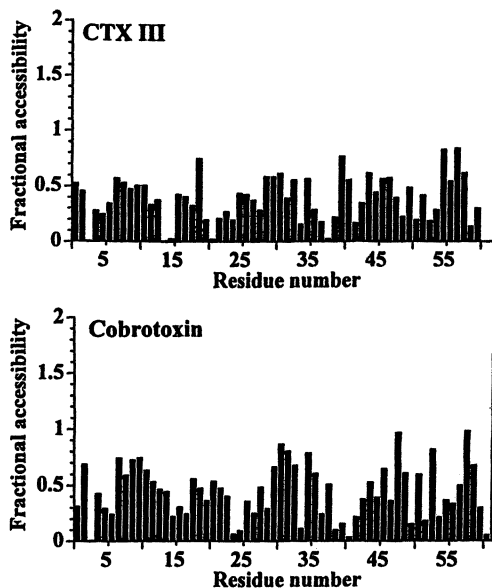 CTX III
Fractional accessibility
2
1.5
1
0.5
0
5 15 25 35 45 55
Residue number
Cobrotoxin
Fractional accessibility
2
1.5
1
0.5
0
5 15 25 35 45 55
Residue number